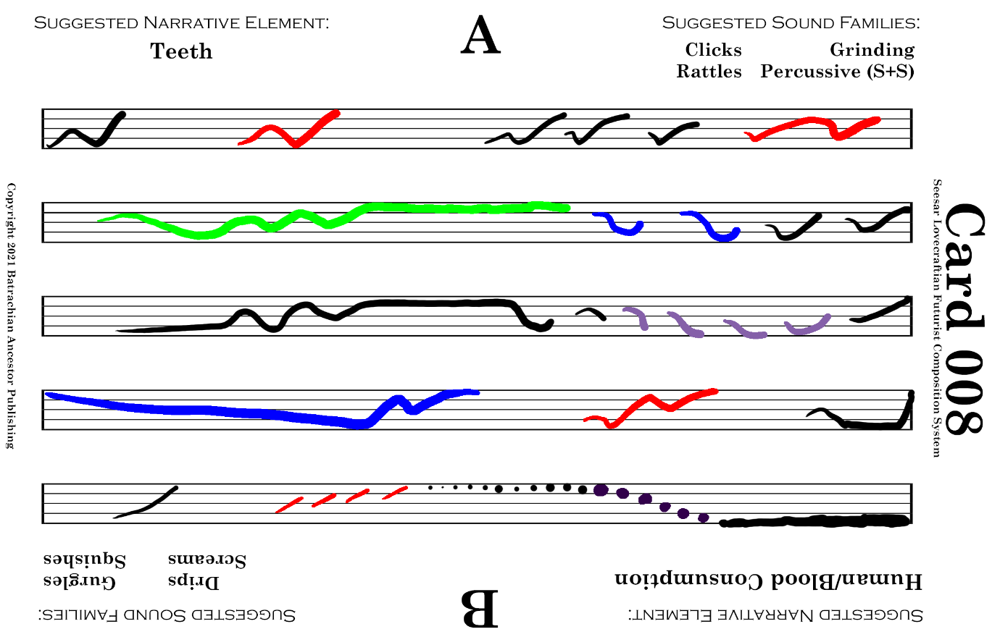 Suggested Narrative Element:
Teeth
A
Suggested Sound Families:
Clicks Grinding
Rattles Percussive (S+S)
Copyright 2021 Batrachian Ancestor Publishing
Seesar Lovecraftian Futurist Composition System
Card 008
Suggested Narrative Element:
Human/Blood Consumption
B
Suggested Sound Families:
Drips Gurgles
Screams Squishes